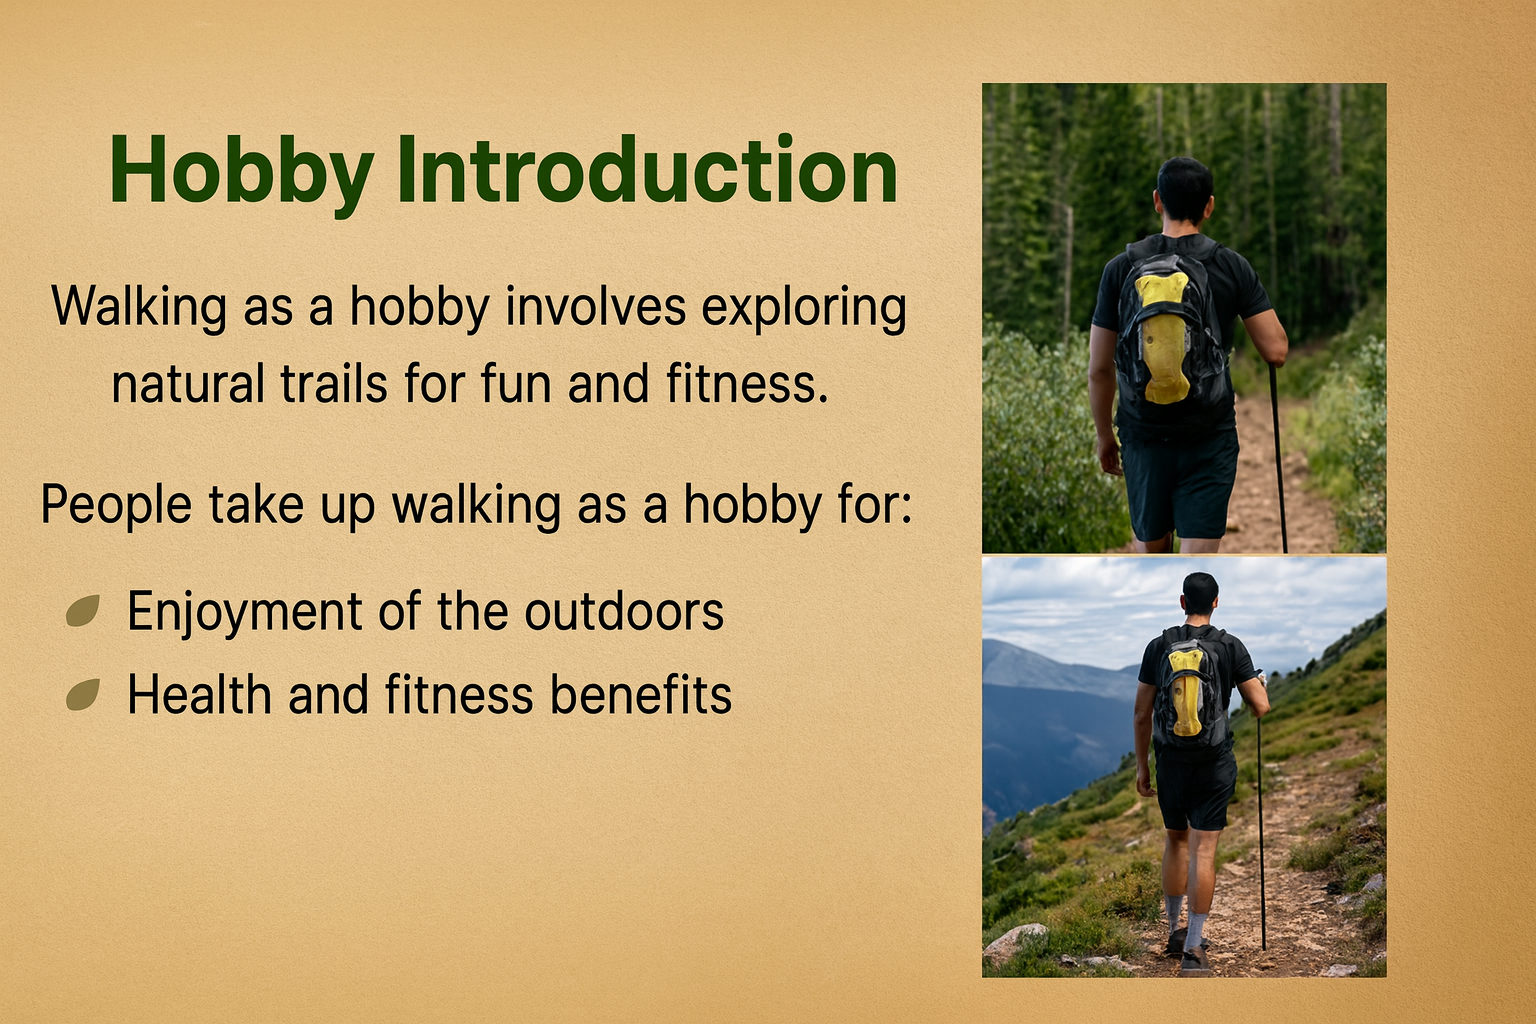 Hobby Introduction
Walking as a hobby involves exploring
natural trails for fun and fitness.
People take up walking as a hobby for:
Enjoyment of the outdoors
Health and fitness benefits